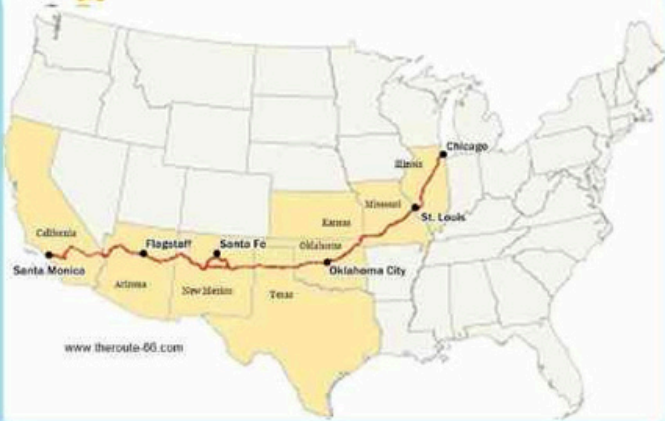 Chicago
Illinois
Missouri
St. Louis
Kansas
California
Flagstaff
Santa Fé
Oklahoma
Santa Monica
Oklahoma City
Arizona
New Mexico
Texas
www.theroute-66.com